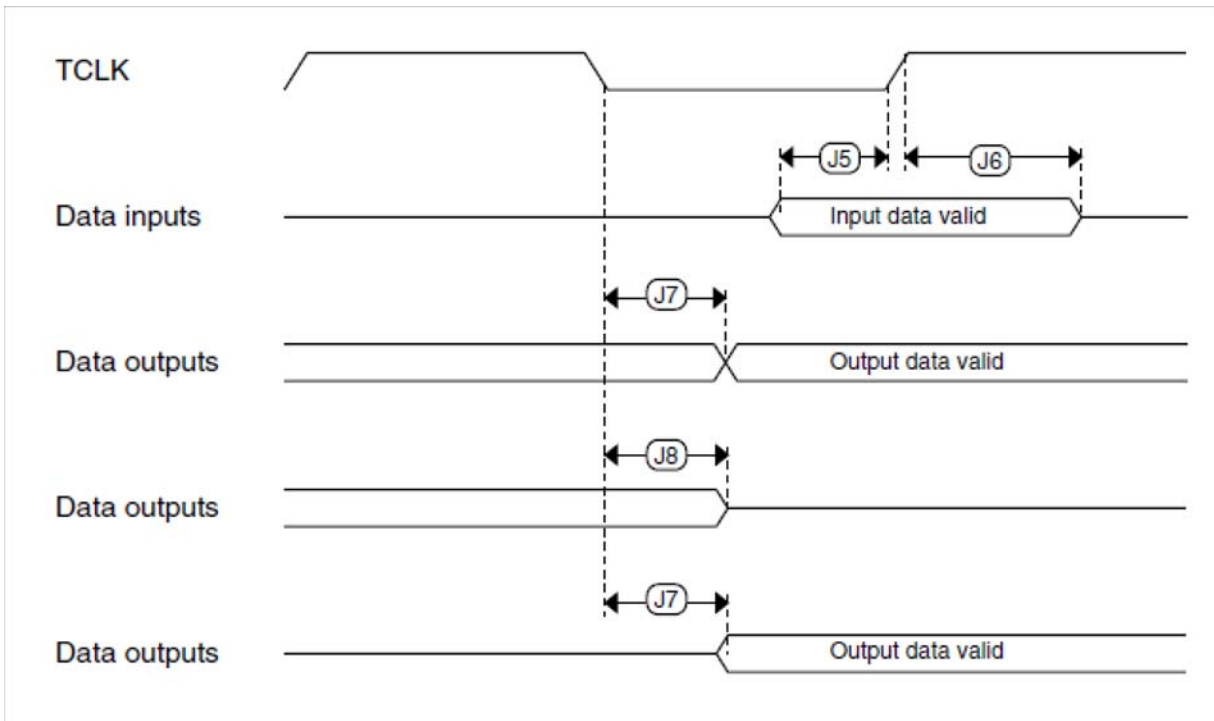 TCLK
J5
J6
Data inputs
Input data valid
J7
Data outputs
Output data valid
J8
Data outputs
J7
Data outputs
Output data valid